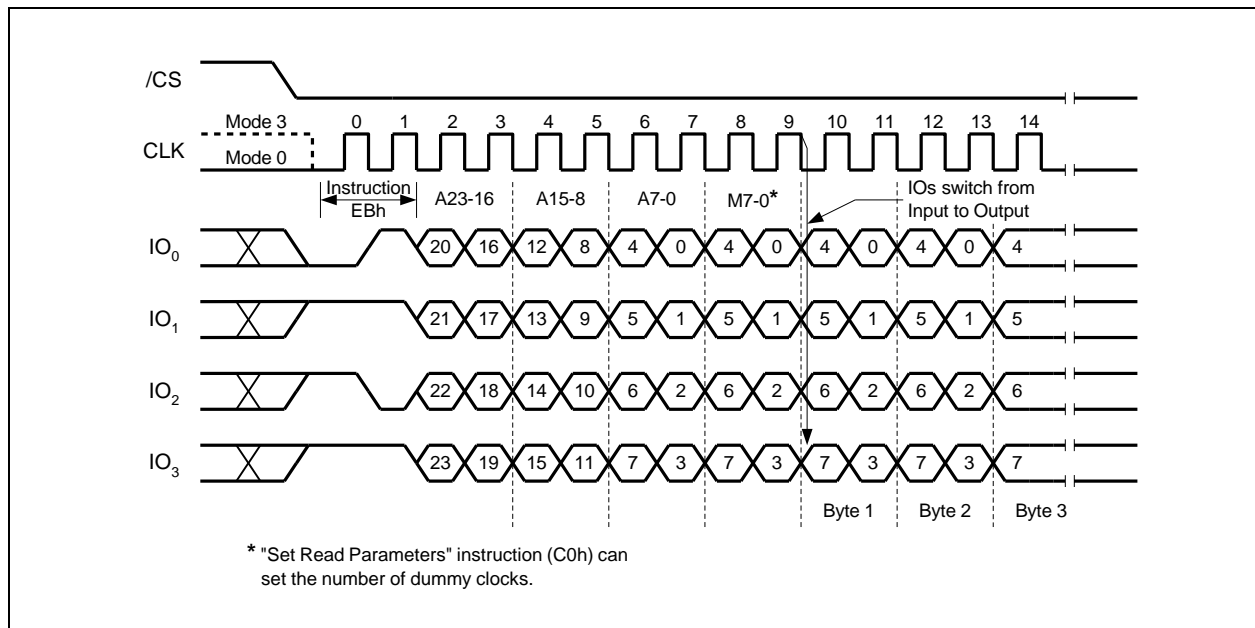 /CS
Mode 3 0 1 2 3 4 5 6 7 8 9 10 11 12 13 14
CLK
Mode 0
Instruction
EBh
A23-16 A15-8 A7-0 M7-0*
IOs switch from
Input to Output
IO0 20 16 12 8 4 0 4 0 4 0 4 0 4
IO1 21 17 13 9 5 1 5 1 5 1 5 1 5
IO2 22 18 14 10 6 2 6 2 6 2 6 2 6
IO3 23 19 15 11 7 3 7 3 7 3 7 3 7
Byte 1 Byte 2 Byte 3
* "Set Read Parameters" instruction (C0h) can
set the number of dummy clocks.